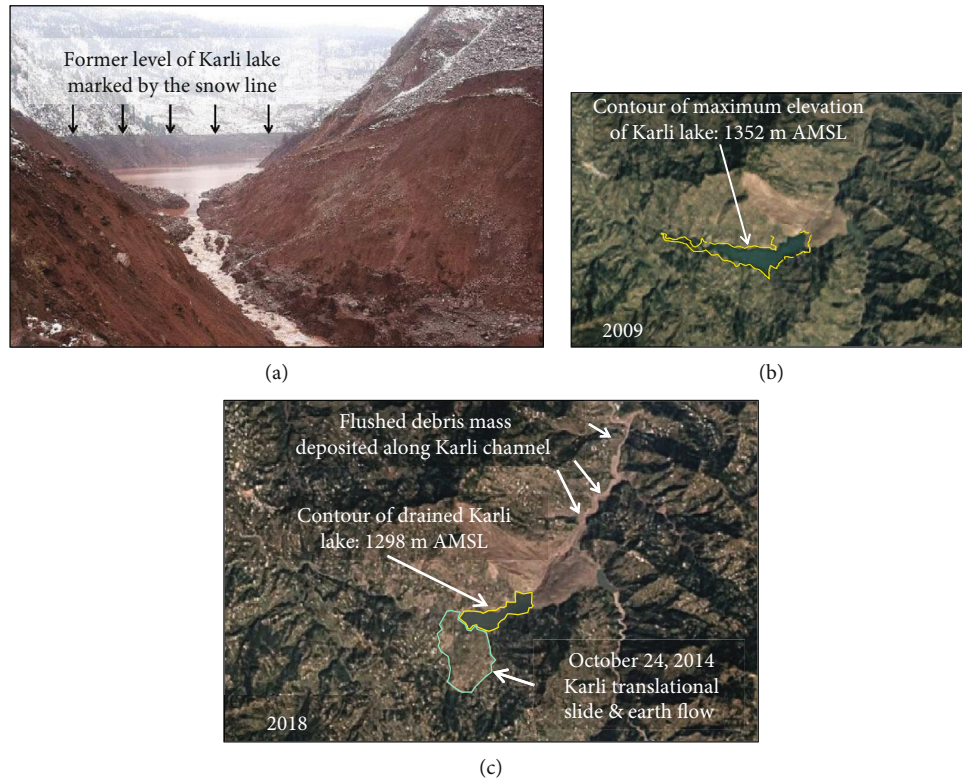 Former level of Karli lake
marked by the snow line
(a)
Contour of maximum elevation
of Karli lake: 1352 m AMSL
2009
(b)
Flushed debris mass
deposited along Karli channel
Contour of drained Karli
lake: 1298 m AMSL
October 24, 2014
Karli translational
slide & earth flow
2018
(c)